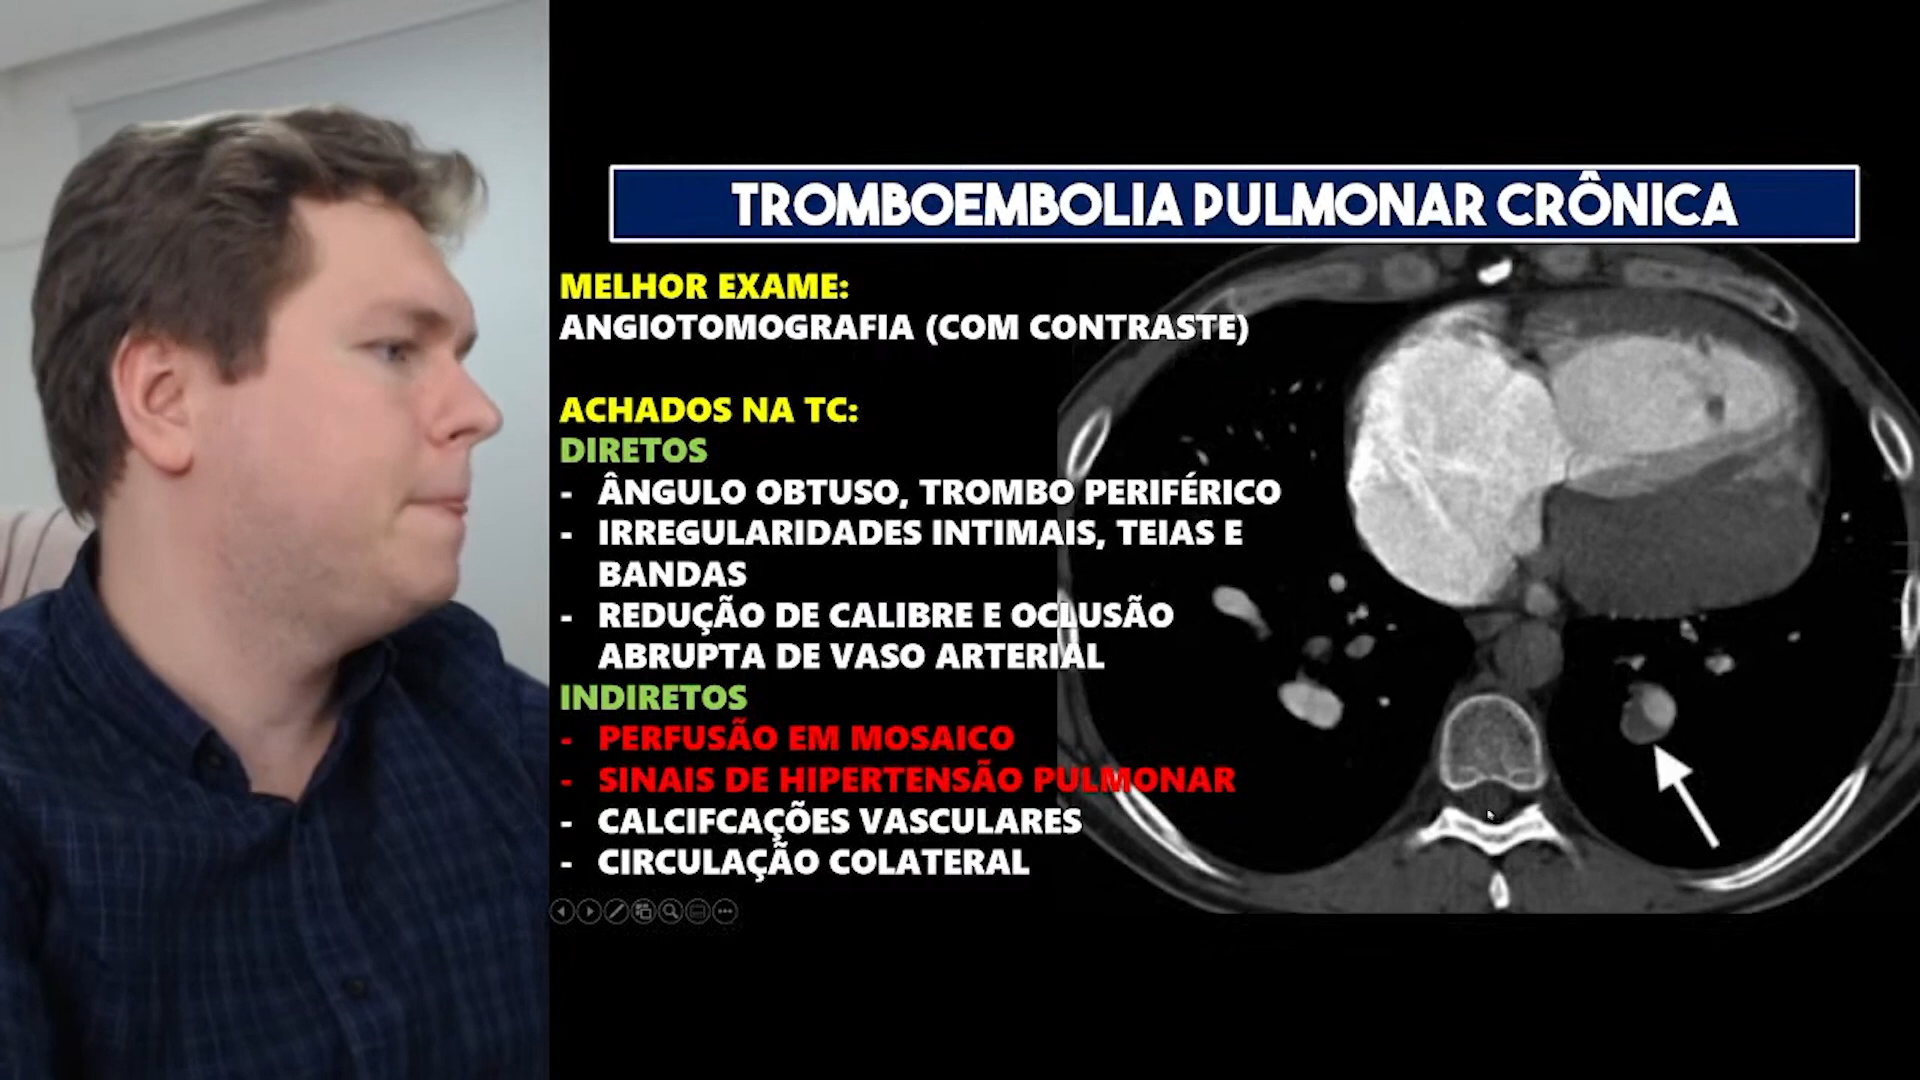 TROMBOEMBOLIA PULMONAR CRÔNICA
MELHOR EXAME:
ANGIOTOMOGRAFIA (COM CONTRASTE)
ACHADOS NA TC:
DIRETOS
- ÂNGULO OBTUSO, TROMBO PERIFÉRICO
- IRREGULARIDADES INTIMAIS, TEIAS E
BANDAS
- REDUÇÃO DE CALIBRE E OCLUSÃO
ABRUPTA DE VASO ARTERIAL
INDIRETOS
- PERFUSÃO EM MOSAICO
- SINAIS DE HIPERTENSÃO PULMONAR
- CALCIFCAÇÕES VASCULARES
- CIRCULAÇÃO COLATERAL